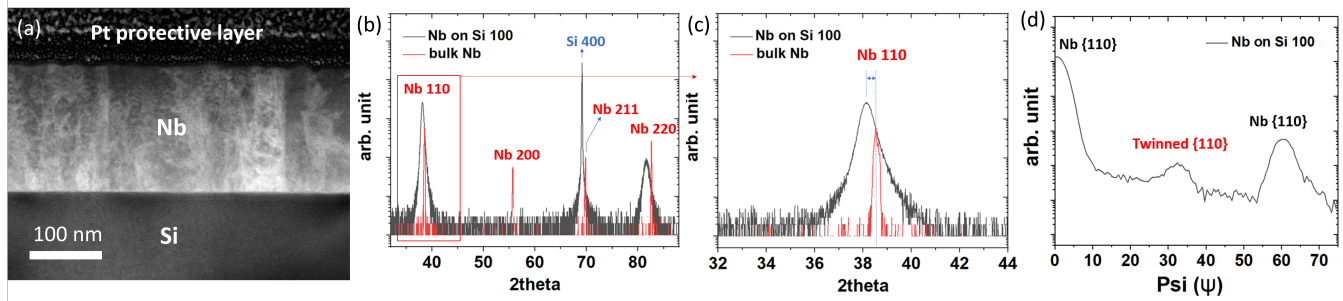 (a)
Pt protective layer
Nb
Si
100 nm
(b)
Nb on Si 100
bulk Nb
Si 400
Nb 110
Nb 211
Nb 200
Nb 220
arb. unit
40 50 60 70 80
2theta
(c)
Nb on Si 100
bulk Nb
Nb 110
arb. unit
32 34 36 38 40 42 44
2theta
(d)
Nb {110}
Nb on Si 100
Twinned {110}
Nb {110}
arb. unit
0 10 20 30 40 50 60 70
Psi (ψ)